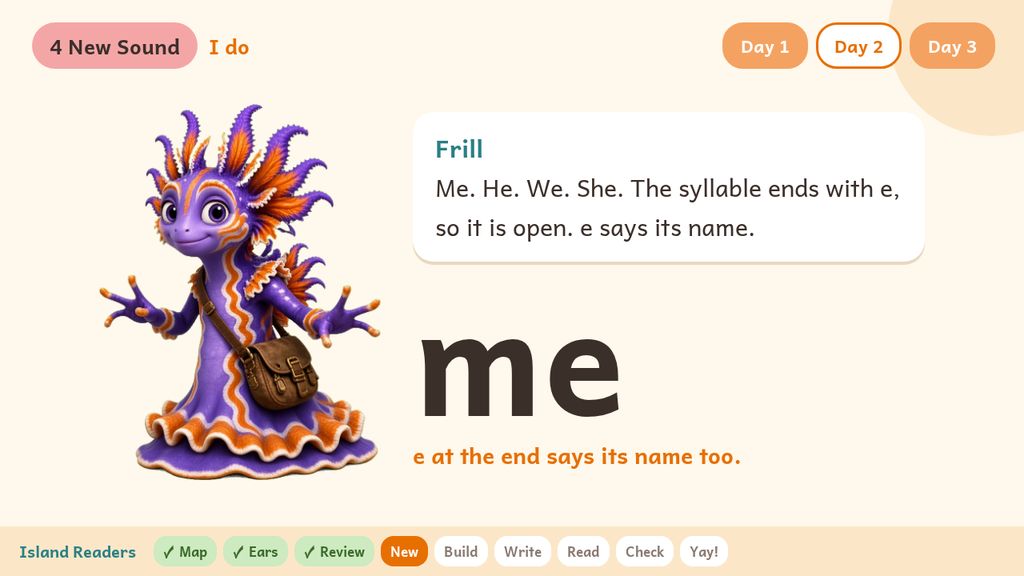 4 New Sound
I do
Day 1
Day 2
Day 3
Frill
Me. He. We. She. The syllable ends with e,
so it is open. e says its name.
me
e at the end says its name too.
Island Readers
✓ Map
✓ Ears
✓ Review
New
Build
Write
Read
Check
Yay!